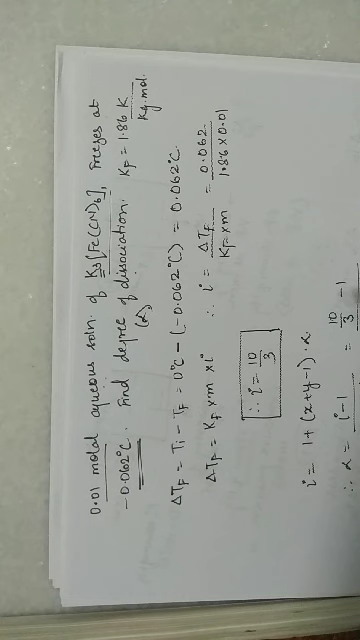 0.01 molal aqueous soln. of K3[Fe(CN)6], freezes at
-0.062°C. Find degree of dissociation. Kf = 1.86 K
(α) Kg.mol.
ΔTf = Ti - Tf = 0°C - (-0.062°C) = 0.062°C.
ΔTf = Kf × m × i ∴ i = ΔTf / Kf × m = 0.062 / 1.86 × 0.01
∴ i = 10/3
i = 1 + (x+y-1)·α
∴ α = i-1 = 10/3 - 1